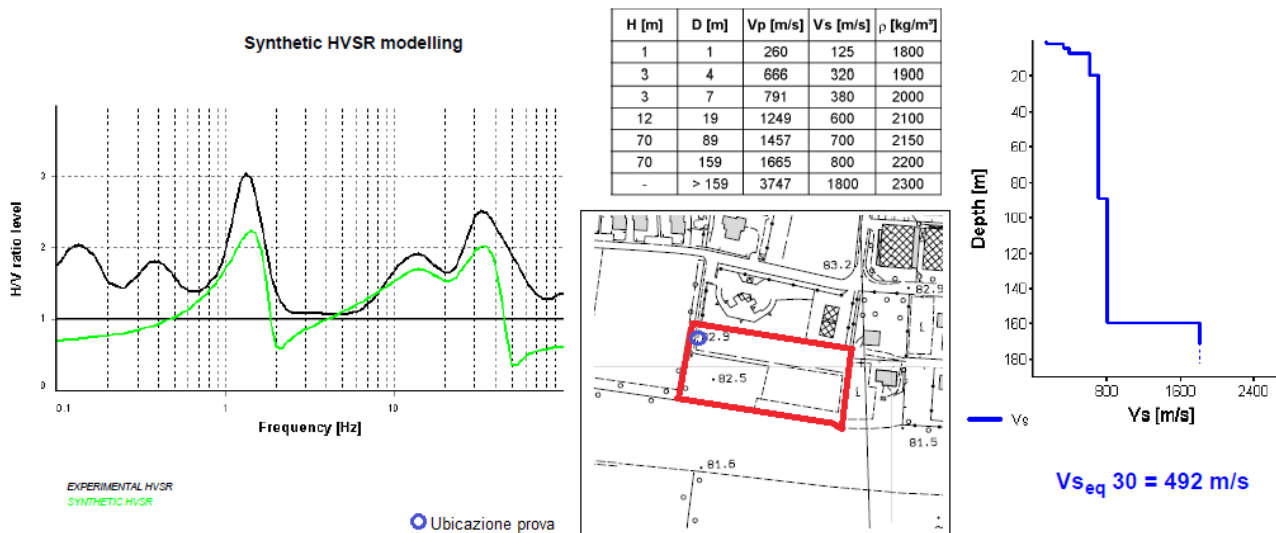 Synthetic HVSR modelling
H/V ratio level
3
2
1
0
0.1
1
10
Frequency [Hz]
EXPERIMENTAL HVSR
SYNTHETIC HVSR
H [m] D [m] Vp [m/s] Vs [m/s] ρ [kg/m³]
1 1 260 125 1800
3 4 666 320 1900
3 7 791 380 2000
12 19 1249 600 2100
70 89 1457 700 2150
70 159 1665 800 2200
- > 159 3747 1800 2300
83.2
82.9
2.9
.82.5
L
L
81.5
.81.6
Ubicazione prova
Depth [m]
20
40
60
80
100
120
140
160
180
800
1600
2400
Vs [m/s]
Vs
Vseq 30 = 492 m/s